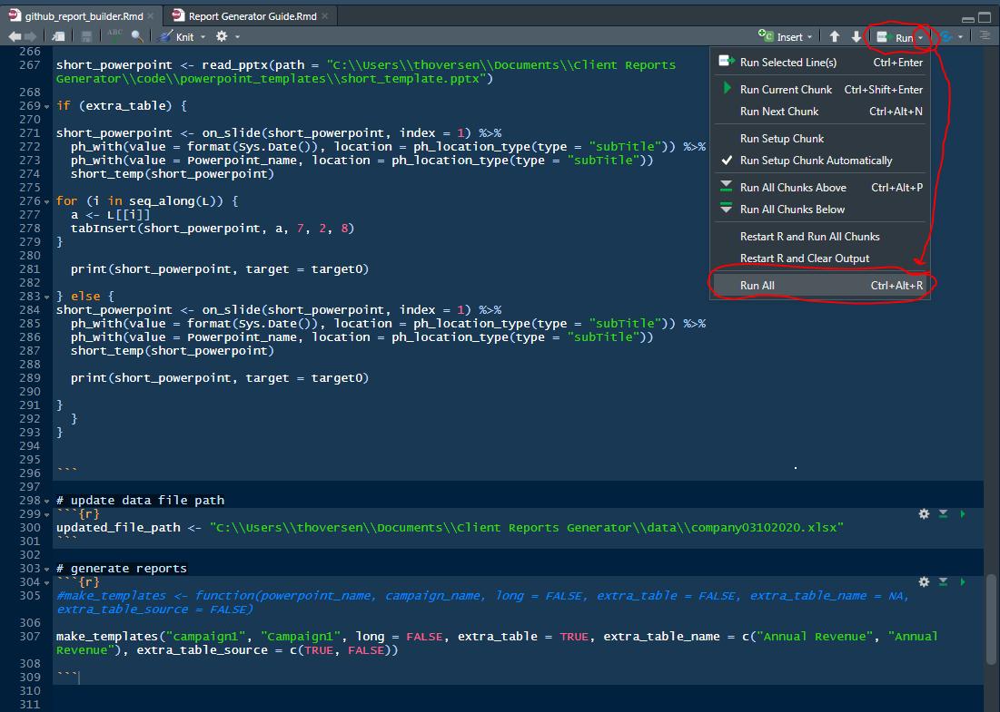 github_report_builder.Rmd × Report Generator Guide.Rmd ×
ABC Knit Insert Run
266
267 short_powerpoint <- read_pptx(path = "C:\\Users\\thoversen\\Documents\\Client Reports
Generator\\code\\powerpoint_templates\\short_template.pptx")
268
269 if (extra_table) {
270
271 short_powerpoint <- on_slide(short_powerpoint, index = 1) %>%
272 ph_with(value = format(Sys.Date()), location = ph_location_type(type = "subTitle")) %>%
273 ph_with(value = Powerpoint_name, location = ph_location_type(type = "subTitle"))
274 short_temp(short_powerpoint)
275
276 for (i in seq_along(L)) {
277 a <- L[[i]]
278 tabInsert(short_powerpoint, a, 7, 2, 8)
279 }
280
281 print(short_powerpoint, target = target0)
282
283 } else {
284 short_powerpoint <- on_slide(short_powerpoint, index = 1) %>%
285 ph_with(value = format(Sys.Date()), location = ph_location_type(type = "subTitle")) %>%
286 ph_with(value = Powerpoint_name, location = ph_location_type(type = "subTitle"))
287 short_temp(short_powerpoint)
288
289 print(short_powerpoint, target = target0)
290
291 }
292 }
293 }
294
295
296 ```
297
298 # update data file path
299 ```{r}
300 updated_file_path <- "C:\\Users\\thoversen\\Documents\\Client Reports Generator\\data\\company03102020.xlsx"
301 ```
302
303 # generate reports
304 ```{r}
305 #make_templates <- function(powerpoint_name, campaign_name, long = FALSE, extra_table = FALSE, extra_table_name = NA,
extra_table_source = FALSE)
306
307 make_templates("campaign1", "Campaign1", long = FALSE, extra_table = TRUE, extra_table_name = c("Annual Revenue", "Annual
Revenue"), extra_table_source = c(TRUE, FALSE))
308
309 ```
310
311
Run Selected Line(s) Ctrl+Enter
Run Current Chunk Ctrl+Shift+Enter
Run Next Chunk Ctrl+Alt+N
Run Setup Chunk
Run Setup Chunk Automatically
Run All Chunks Above Ctrl+Alt+P
Run All Chunks Below
Restart R and Run All Chunks
Restart R and Clear Output
Run All Ctrl+Alt+R